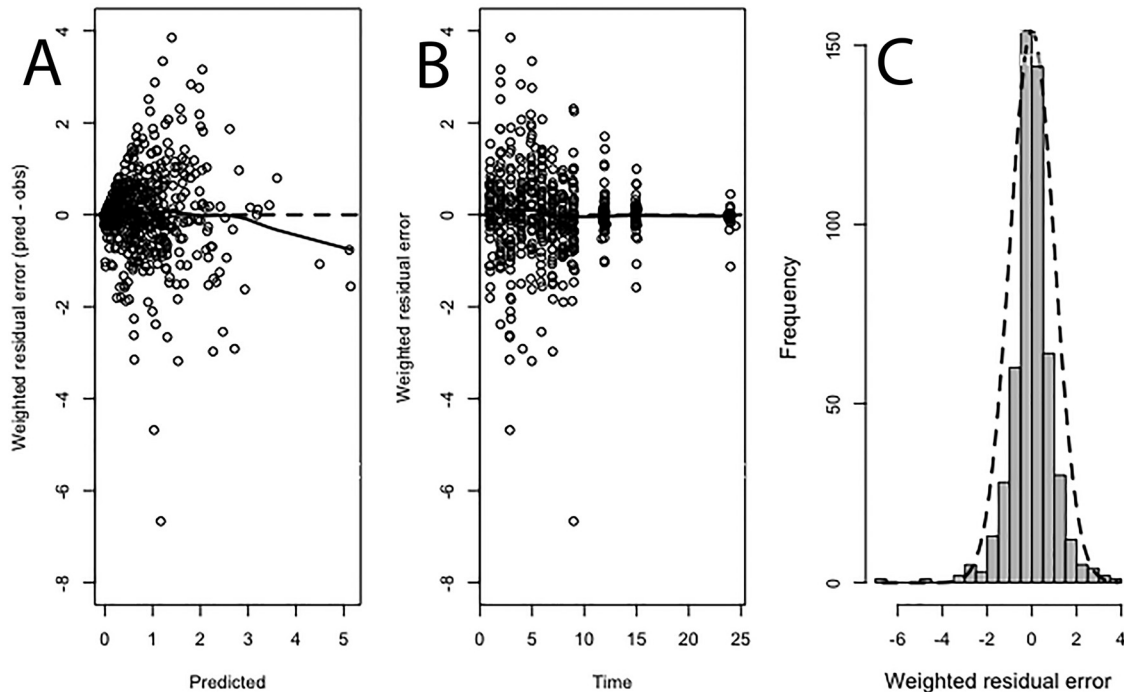 A
Weighted residual error (pred - obs)
4
2
0
-2
-4
-6
-8
0 1 2 3 4 5
Predicted
B
Weighted residual error
4
2
0
-2
-4
-6
-8
0 5 10 15 20 25
Time
C
Frequency
150
100
50
0
-6 -4 -2 0 2 4
Weighted residual error